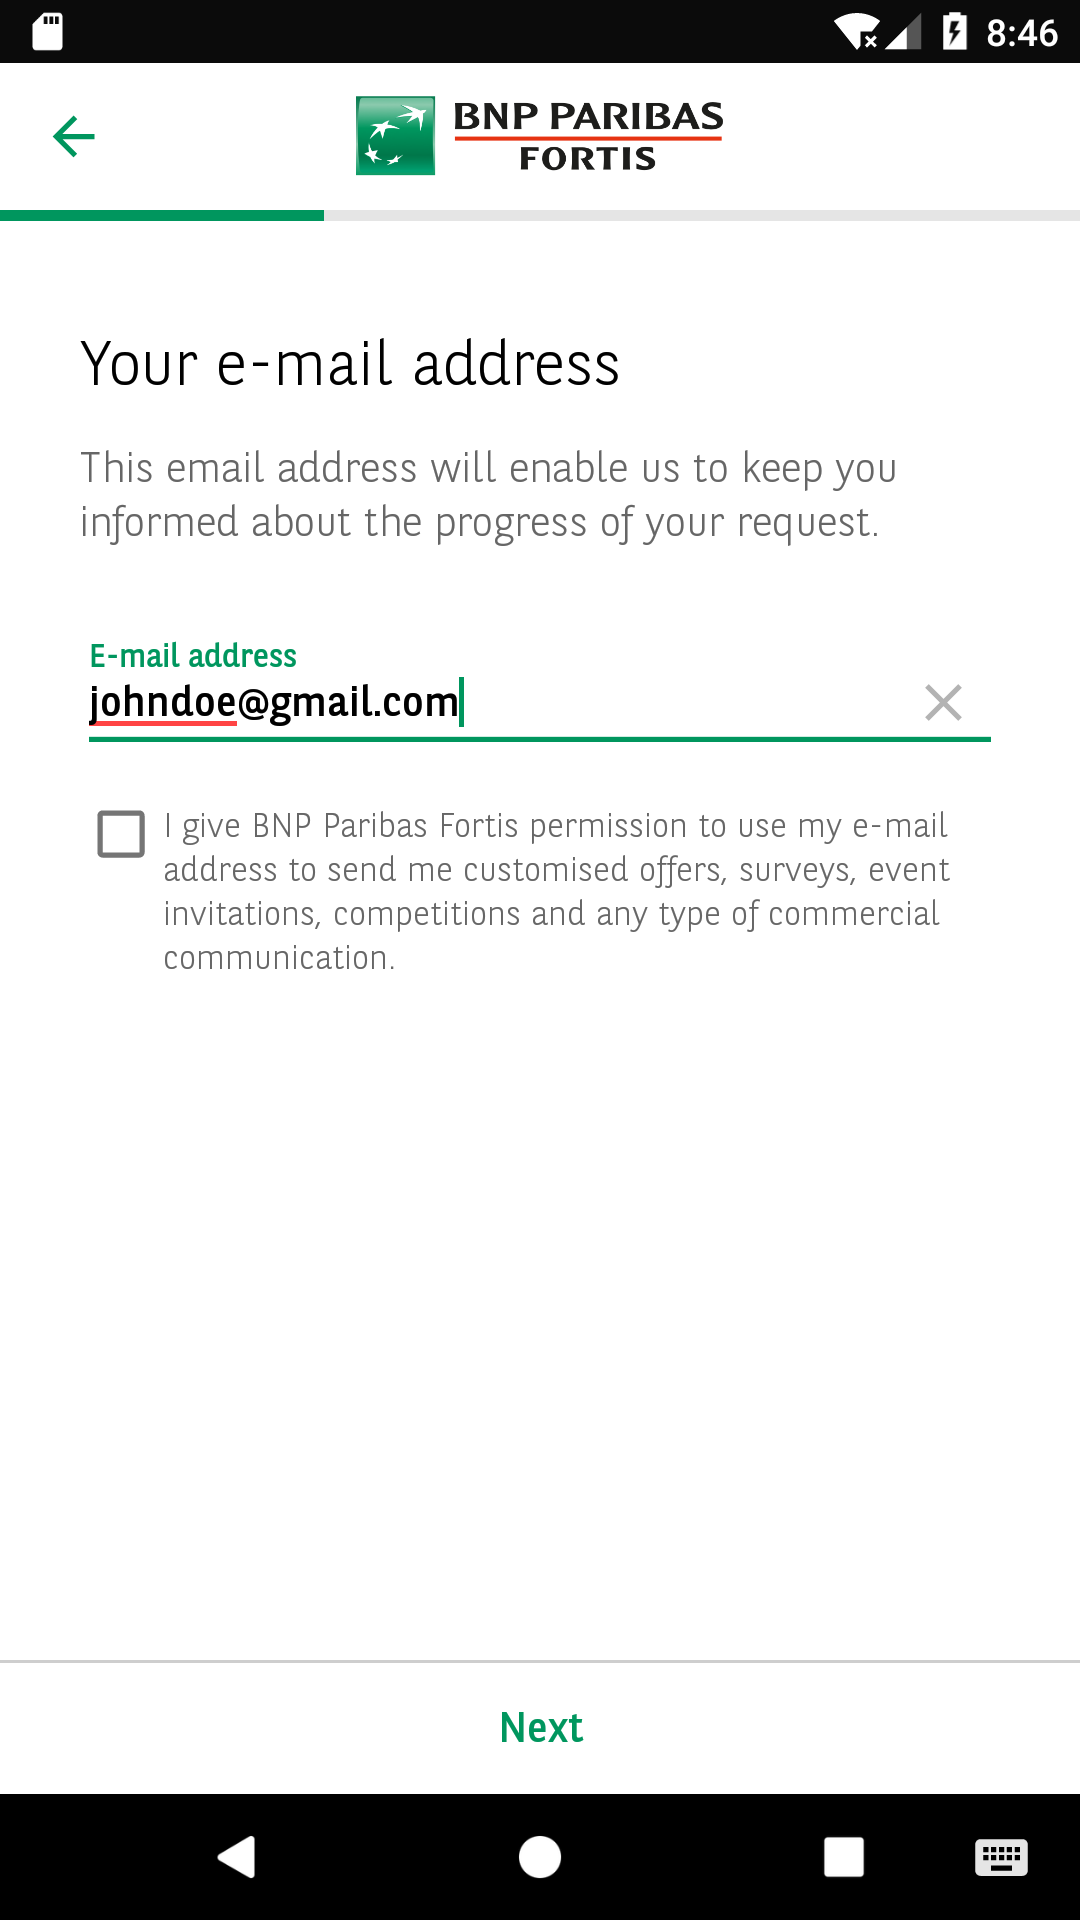 8:46
BNP PARIBAS
FORTIS
Your e-mail address
This email address will enable us to keep you
informed about the progress of your request.
E-mail address
johndoe@gmail.com
I give BNP Paribas Fortis permission to use my e-mail
address to send me customised offers, surveys, event
invitations, competitions and any type of commercial
communication.
Next